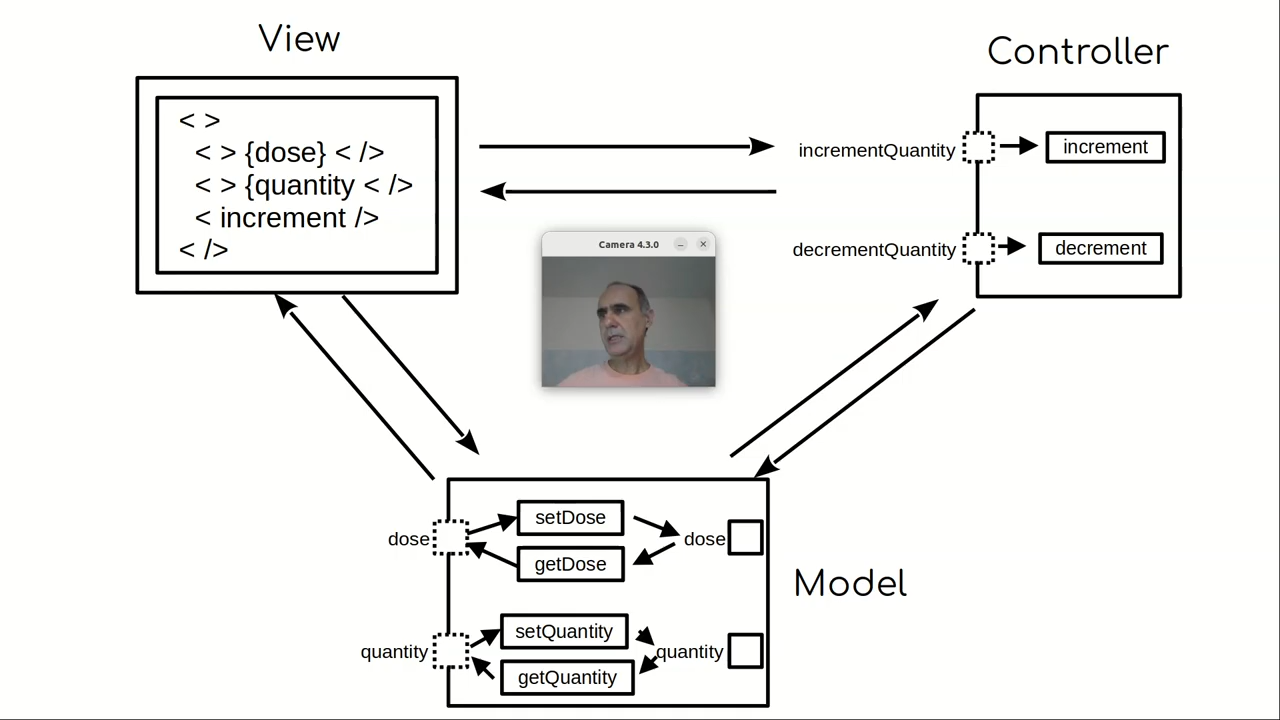 View
Controller
< >
< > {dose} < />
< > {quantity < />
< increment />
< />
incrementQuantity
increment
decrementQuantity
decrement
Camera 4.3.0
dose
setDose
getDose
dose
Model
quantity
setQuantity
getQuantity
quantity